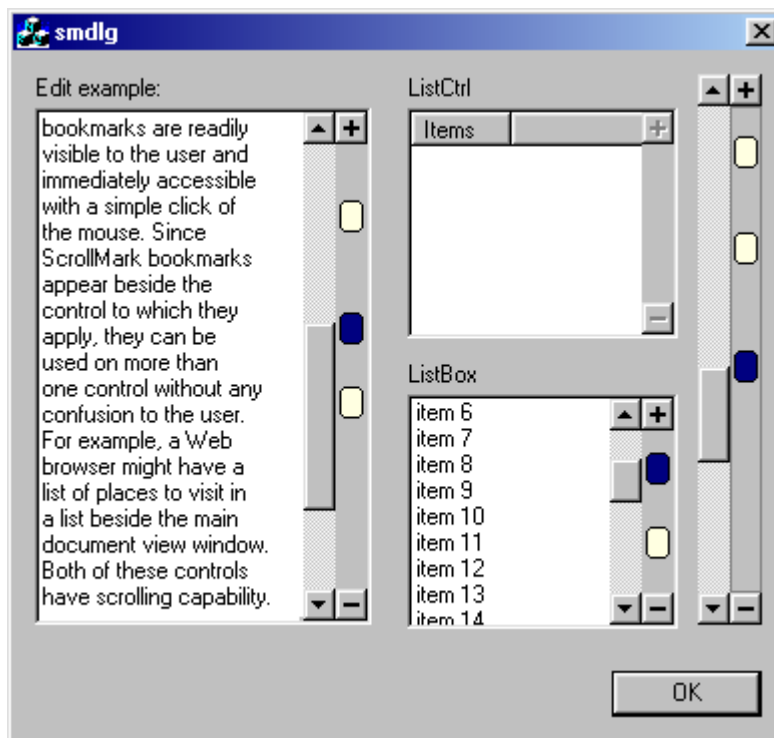 smdlg
Edit example:
bookmarks are readily
visible to the user and
immediately accessible
with a simple click of
the mouse. Since
ScrollMark bookmarks
appear beside the
control to which they
apply, they can be
used on more than
one control without any
confusion to the user.
For example, a Web
browser might have a
list of places to visit in
a list beside the main
document view window.
Both of these controls
have scrolling capability.
ListCtrl
Items
ListBox
item 6
item 7
item 8
item 9
item 10
item 11
item 12
item 13
item 14
OK